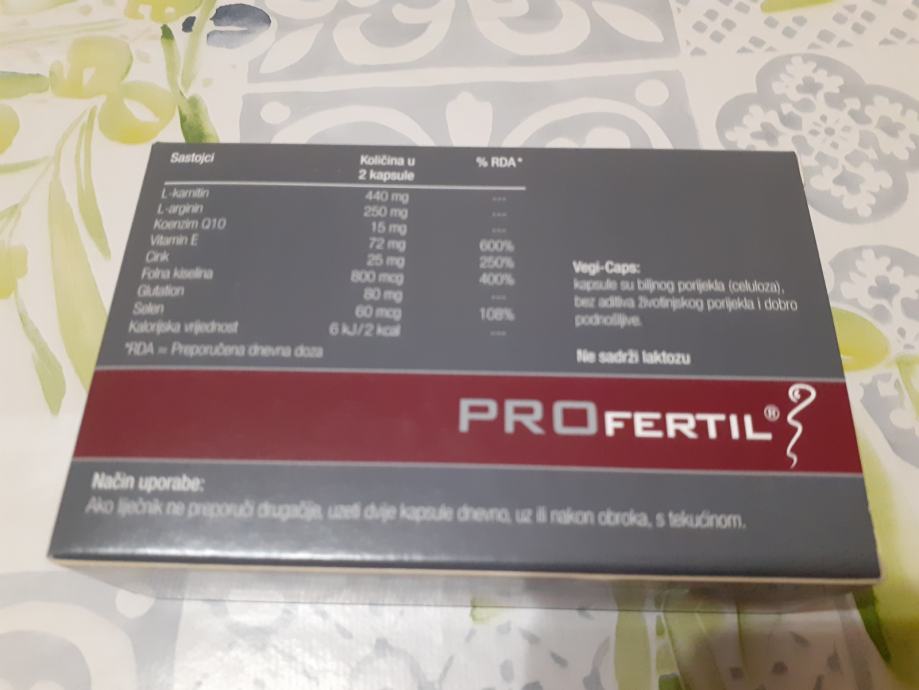 Sastojci Količina u 2 kapsule % RDA*
L-karnitin 440 mg ---
L-arginin 250 mg ---
Koenzim Q10 15 mg ---
Vitamin E 72 mg 600%
Cink 25 mg 250%
Folna kiselina 800 mcg 400%
Glutation 80 mg ---
Selen 60 mcg 108%
Kalorijska vrijednost 6 kJ/2 kcal ---
*RDA = Preporučena dnevna doza
Vegi-Caps:
kapsule su biljnog porijekla (celuloza),
bez aditiva životinjskog porijekla i dobro
podnošljive.
Ne sadrži laktozu
PROFERTIL®
Način uporabe:
Ako liječnik ne preporuči drugačije, uzeti dvije kapsule dnevno, uz ili nakon obroka, s tekućinom.